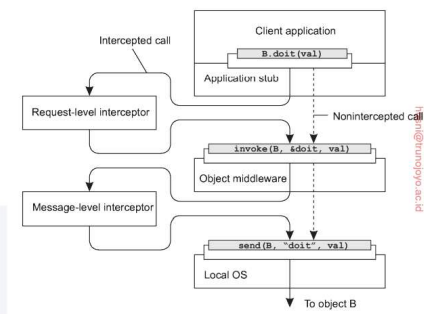 Client application
Intercepted call
B.doit(val)
Application stub
Request-level interceptor
Nonintercepted call
invoke(B, &doit, val)
Object middleware
Message-level interceptor
send(B, "doit", val)
Local OS
To object B